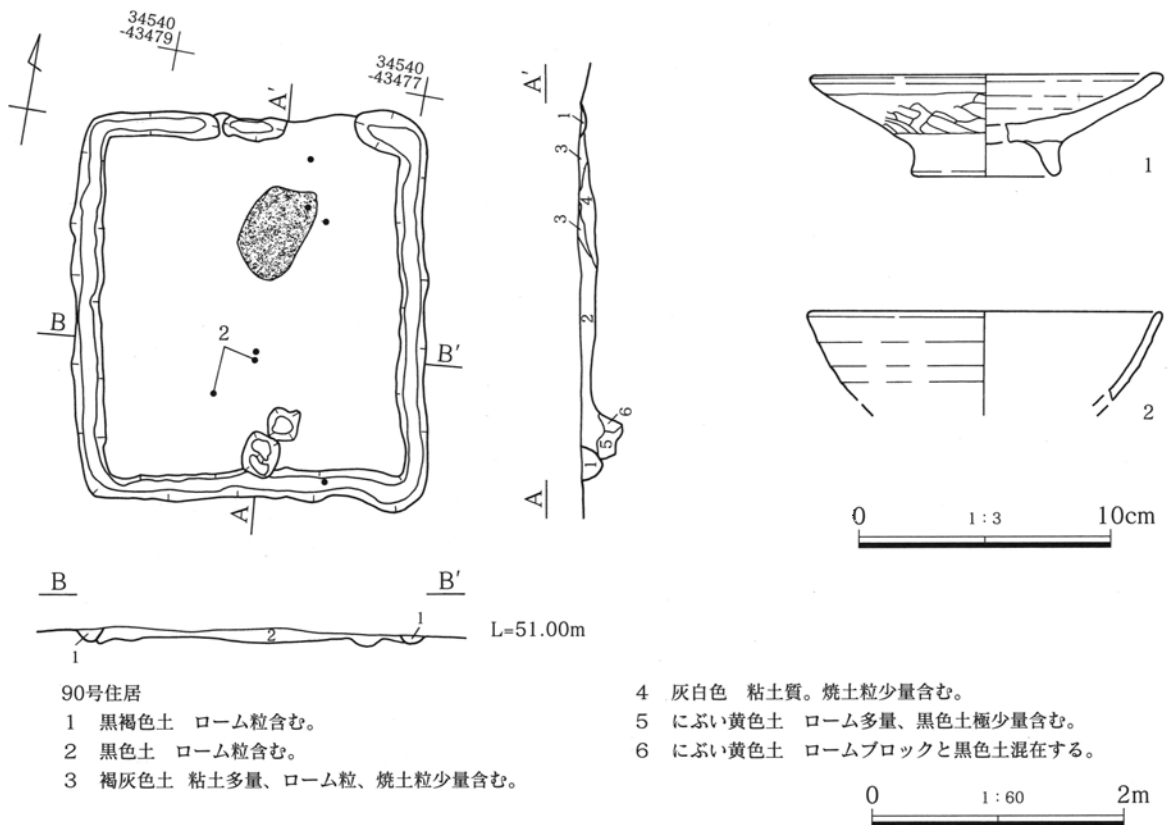 34540
-43479
34540
-43477
A'
A'
1
3
4
3
2
6
5
1
B
B'
2
A
A
1
2
0 1:3 10cm
B
B'
1
2
1
L=51.00m
90号住居
1 黒褐色土 ローム粒含む。
2 黒色土 ローム粒含む。
3 褐灰色土 粘土多量、ローム粒、焼土粒少量含む。
4 灰白色 粘土質。焼土粒少量含む。
5 にぶい黄色土 ローム多量、黒色土極少量含む。
6 にぶい黄色土 ロームブロックと黒色土混在する。
0 1:60 2m